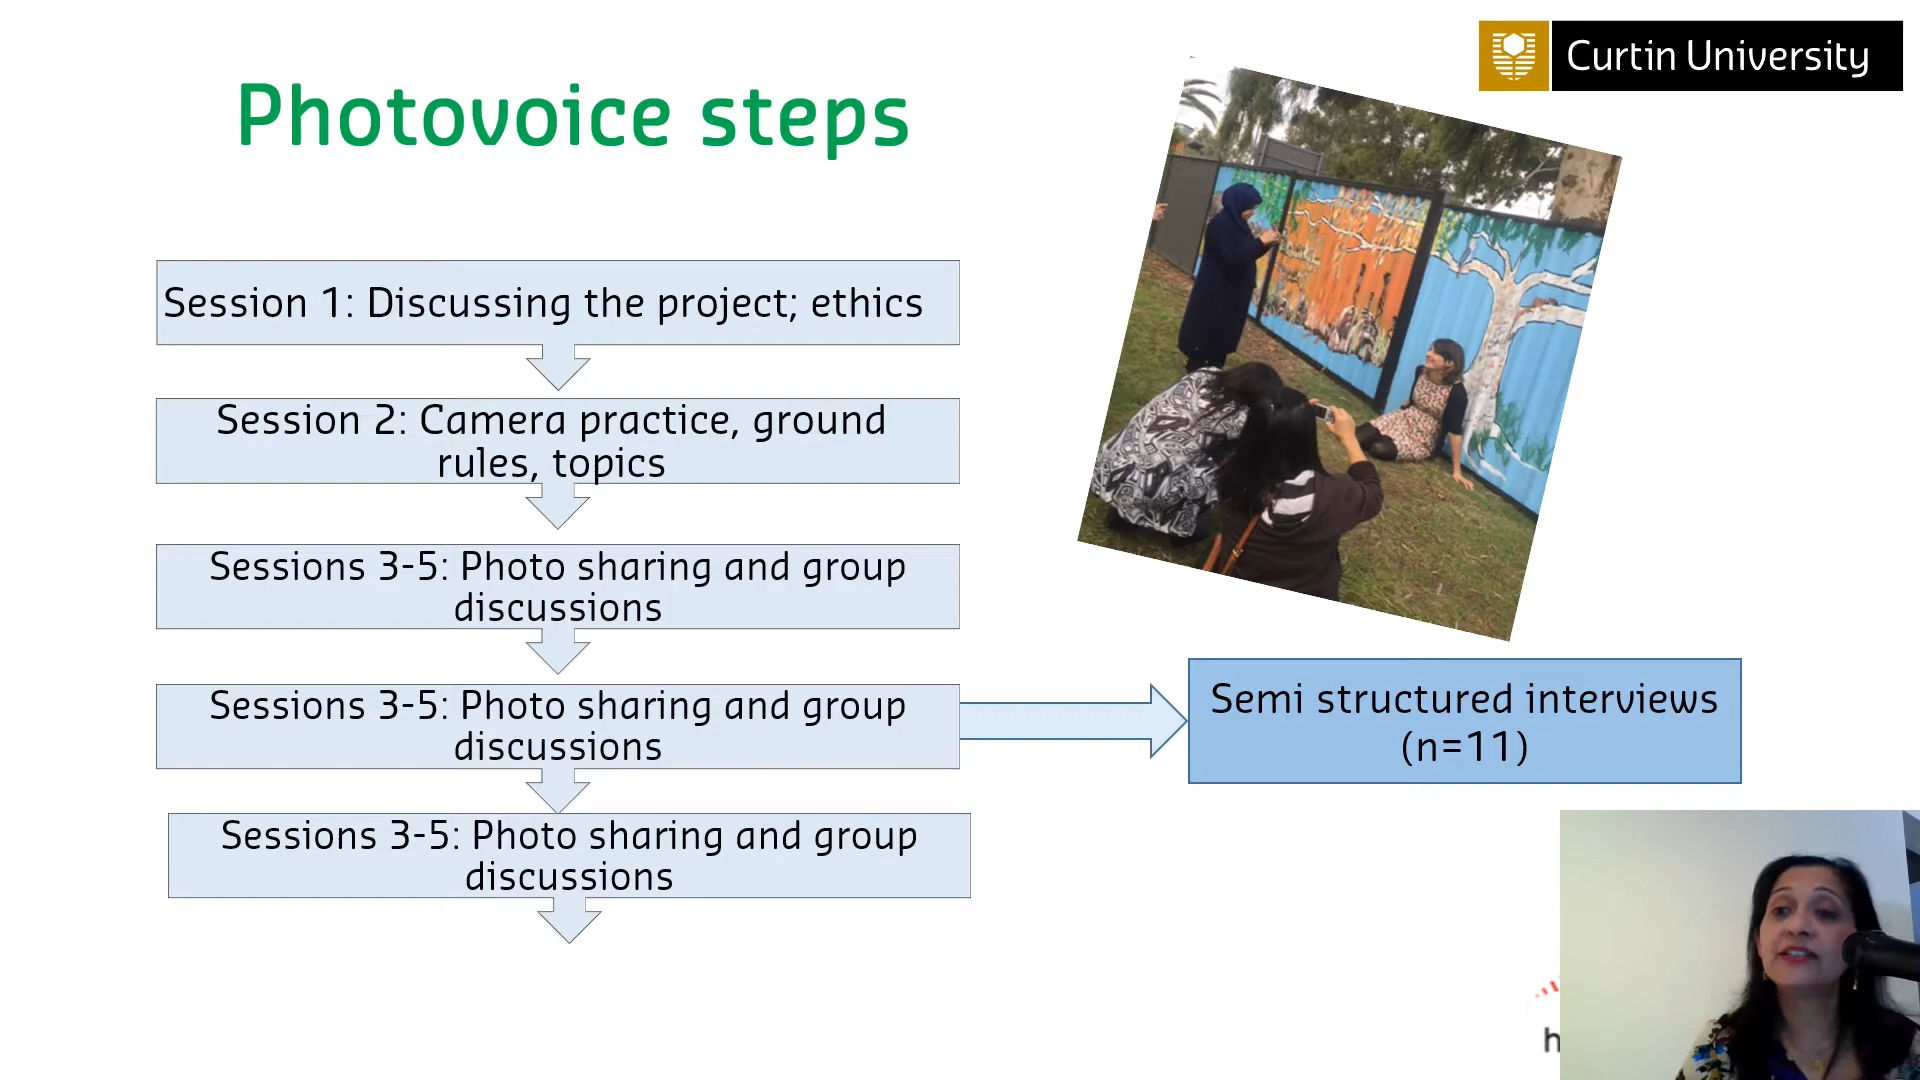 Curtin University
Photovoice steps
Session 1: Discussing the project; ethics
Session 2: Camera practice, ground
rules, topics
Sessions 3-5: Photo sharing and group
discussions
Sessions 3-5: Photo sharing and group
discussions
Semi structured interviews
(n=11)
Sessions 3-5: Photo sharing and group
discussions